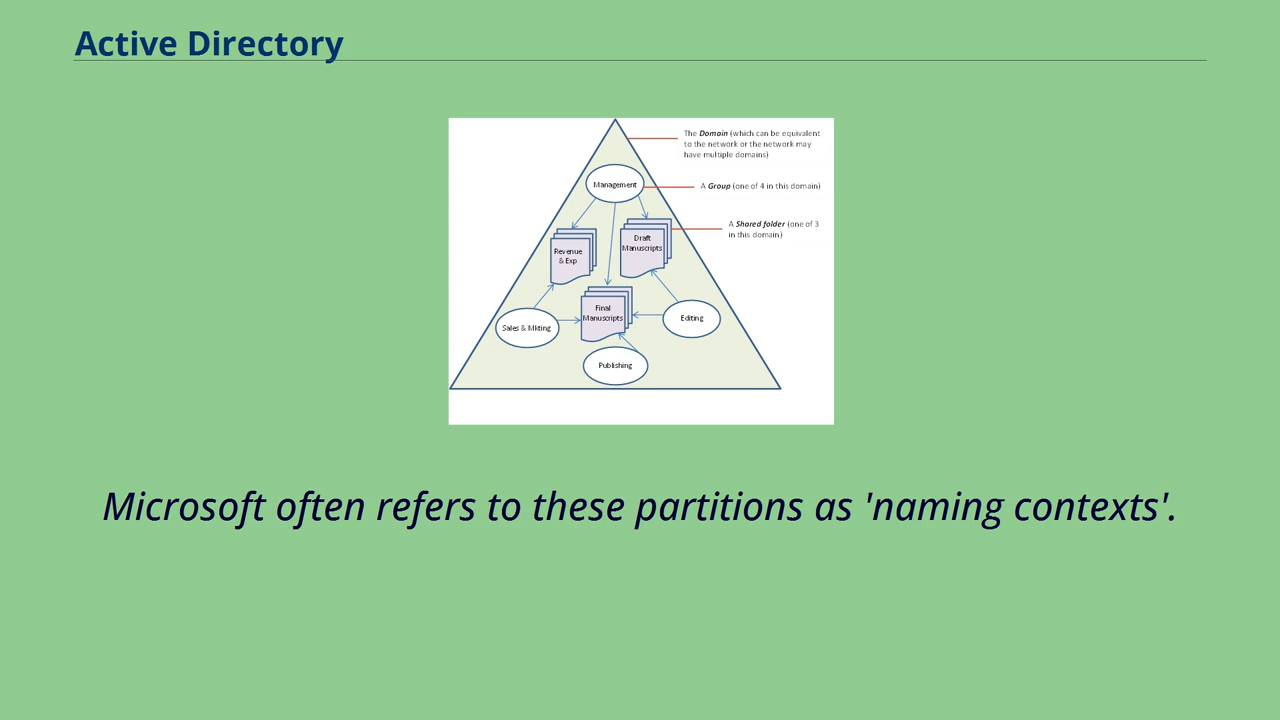 Active Directory
The Domain (which can be equivalent
to the network or the network may
have multiple domains)
Management
A Group (one of 4 in this domain)
A Shared folder (one of 3
in this domain)
Draft
Manuscripts
Revenue
& Exp
Final
Manuscripts
Editing
Sales & Mkting
Publishing
Microsoft often refers to these partitions as 'naming contexts'.